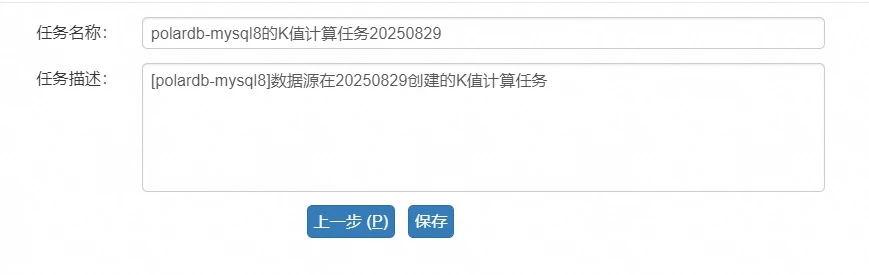 任务名称： polardb-mysql8的K值计算任务20250829
任务描述： [polardb-mysql8]数据源在20250829创建的K值计算任务
上一步 (P) 保存